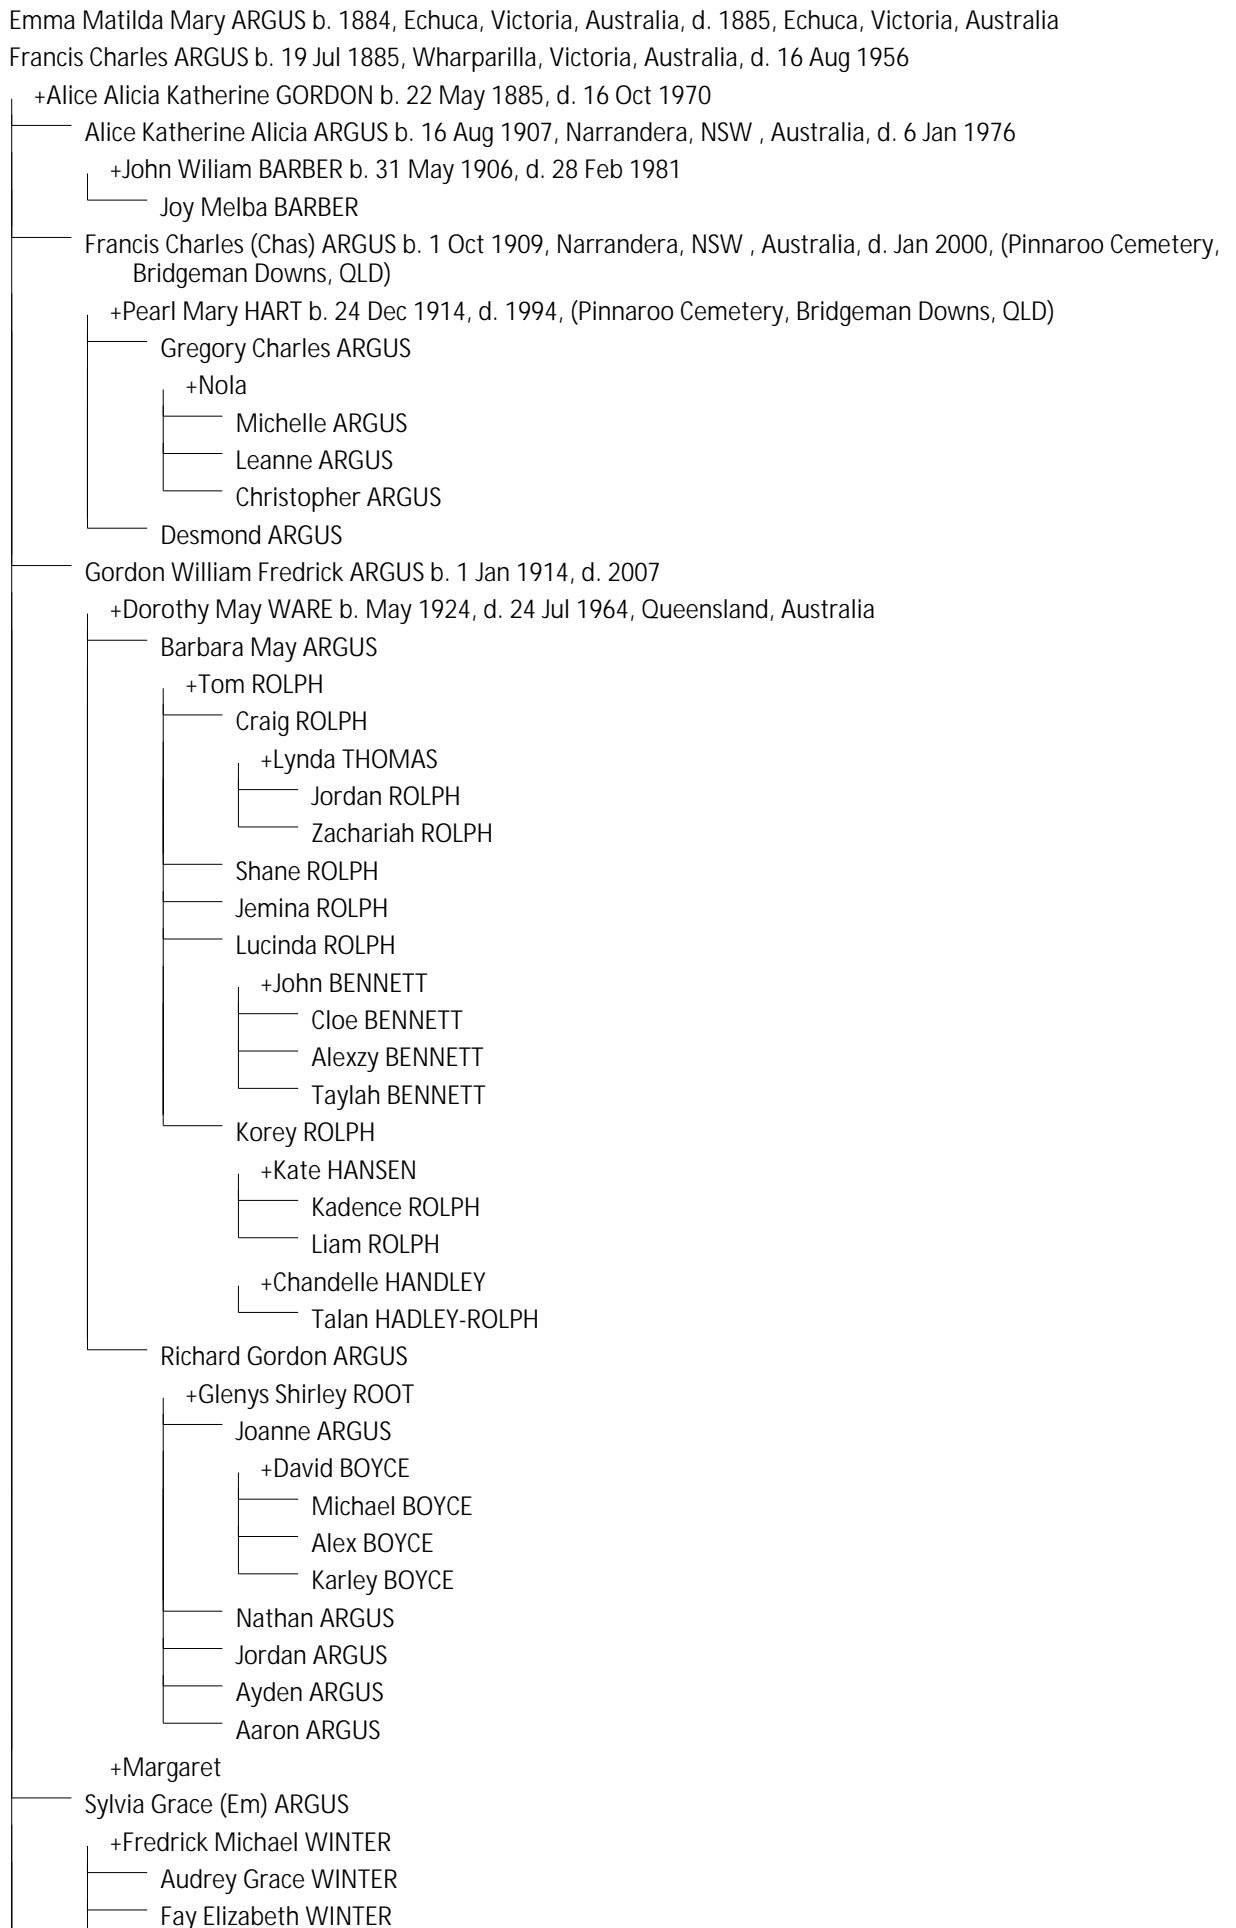 Emma Matilda Mary ARGUS b. 1884, Echuca, Victoria, Australia, d. 1885, Echuca, Victoria, Australia
Francis Charles ARGUS b. 19 Jul 1885, Wharparilla, Victoria, Australia, d. 16 Aug 1956
+Alice Alicia Katherine GORDON b. 22 May 1885, d. 16 Oct 1970
Alice Katherine Alicia ARGUS b. 16 Aug 1907, Narrandera, NSW , Australia, d. 6 Jan 1976
+John Wiliam BARBER b. 31 May 1906, d. 28 Feb 1981
Joy Melba BARBER
Francis Charles (Chas) ARGUS b. 1 Oct 1909, Narrandera, NSW , Australia, d. Jan 2000, (Pinnaroo Cemetery,
Bridgeman Downs, QLD)
+Pearl Mary HART b. 24 Dec 1914, d. 1994, (Pinnaroo Cemetery, Bridgeman Downs, QLD)
Gregory Charles ARGUS
+Nola
Michelle ARGUS
Leanne ARGUS
Christopher ARGUS
Desmond ARGUS
Gordon William Fredrick ARGUS b. 1 Jan 1914, d. 2007
+Dorothy May WARE b. May 1924, d. 24 Jul 1964, Queensland, Australia
Barbara May ARGUS
+Tom ROLPH
Craig ROLPH
+Lynda THOMAS
Jordan ROLPH
Zachariah ROLPH
Shane ROLPH
Jemina ROLPH
Lucinda ROLPH
+John BENNETT
Cloe BENNETT
Alexzy BENNETT
Taylah BENNETT
Korey ROLPH
+Kate HANSEN
Kadence ROLPH
Liam ROLPH
+Chandelle HANDLEY
Talan HADLEY-ROLPH
Richard Gordon ARGUS
+Glenys Shirley ROOT
Joanne ARGUS
+David BOYCE
Michael BOYCE
Alex BOYCE
Karley BOYCE
Nathan ARGUS
Jordan ARGUS
Ayden ARGUS
Aaron ARGUS
+Margaret
Sylvia Grace (Em) ARGUS
+Fredrick Michael WINTER
Audrey Grace WINTER
Fay Elizabeth WINTER